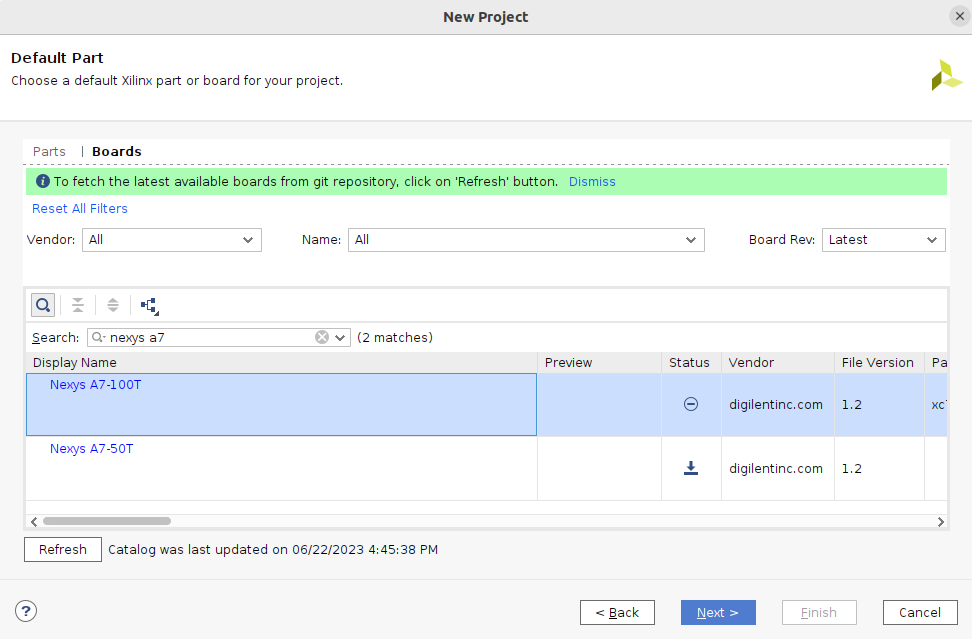 New Project
Default Part
Choose a default Xilinx part or board for your project.
Parts | Boards
To fetch the latest available boards from git repository, click on 'Refresh' button. Dismiss
Reset All Filters
Vendor: All Name: All Board Rev: Latest
Search: nexys a7 (2 matches)
Display Name Preview Status Vendor File Version Pa
Nexys A7-100T digilentinc.com 1.2 xc7
Nexys A7-50T digilentinc.com 1.2
Refresh Catalog was last updated on 06/22/2023 4:45:38 PM
? < Back Next > Finish Cancel